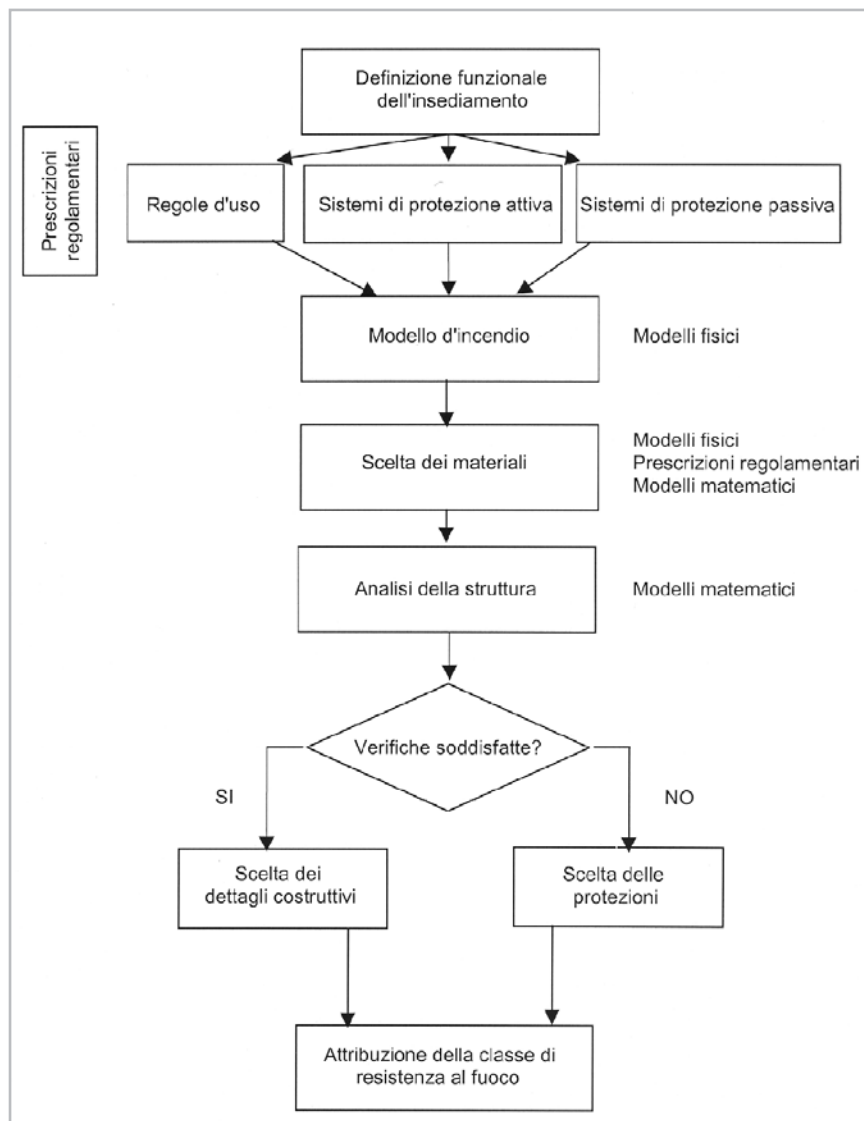 Definizione funzionale
dell'insediamento
Prescrizioni
regolamentari
Regole d'uso
Sistemi di protezione attiva
Sistemi di protezione passiva
Modello d'incendio
Modelli fisici
Scelta dei materiali
Modelli fisici
Prescrizioni regolamentari
Modelli matematici
Analisi della struttura
Modelli matematici
Verifiche soddisfatte?
SI
NO
Scelta dei
dettagli costruttivi
Scelta delle
protezioni
Attribuzione della classe di
resistenza al fuoco